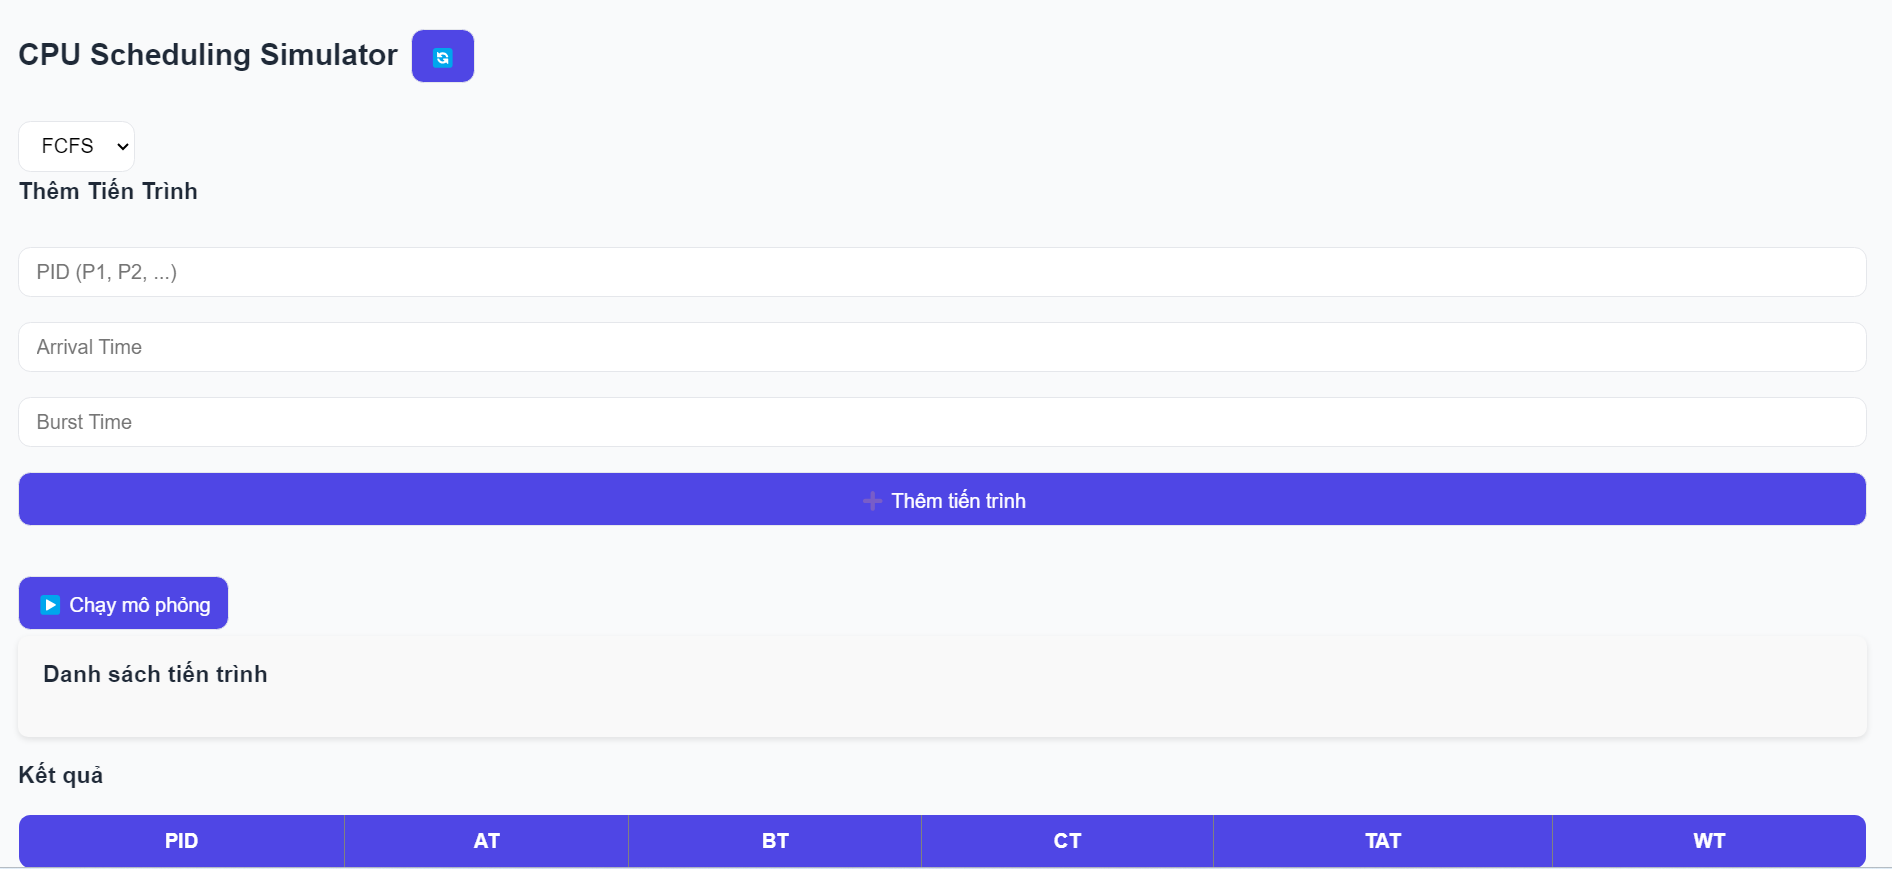 CPU Scheduling Simulator
FCFS
Thêm Tiến Trình
PID (P1, P2, ...)
Arrival Time
Burst Time
➕ Thêm tiến trình
Chạy mô phỏng
Danh sách tiến trình
Kết quả
PID AT BT CT TAT WT